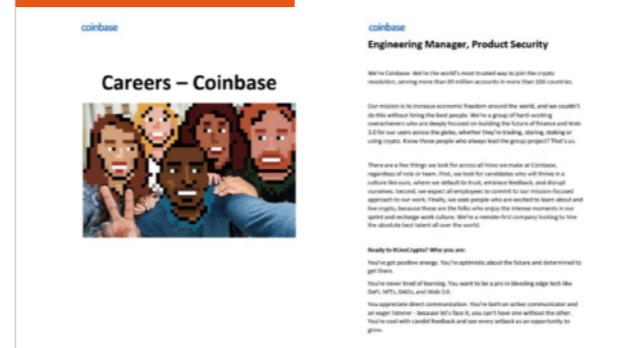 coinbase
Careers – Coinbase
coinbase
Engineering Manager, Product Security
We're Coinbase. We're the world's most trusted way to join the crypto
revolution, serving more than 89 million accounts in more than 100 countries.
Our mission is to increase economic freedom around the world, and we couldn't
do this without hiring the best people. We're a group of hard-working
overachievers who are deeply focused on building the future of finance and Web
3.0 for our users across the globe, whether they're trading, storing, staking or
using crypto. Know those people who always lead the group project? That's us.
There are a few things we look for across all hires we make at Coinbase,
regardless of role or team. First, we look for candidates who will thrive in a
culture like ours, where we default to trust, embrace feedback, and disrupt
ourselves. Second, we expect all employees to commit to our mission-focused
approach to our work. Finally, we seek people who are excited to learn about and
live crypto, because those are the folks who enjoy the intense moments in our
sprint and recharge work culture. We're a remote-first company looking to hire
the absolute best talent all over the world.
Ready to #LiveCrypto? Who you are:
You've got positive energy. You're optimistic about the future and determined to
get there.
You're never tired of learning. You want to be a pro in bleeding edge tech like
DeFi, NFTs, DAOs, and Web 3.0.
You appreciate direct communication. You're both an active communicator and
an eager listener - because let's face it, you can't have one without the other.
You're cool with candid feedback and see every setback as an opportunity to
grow.